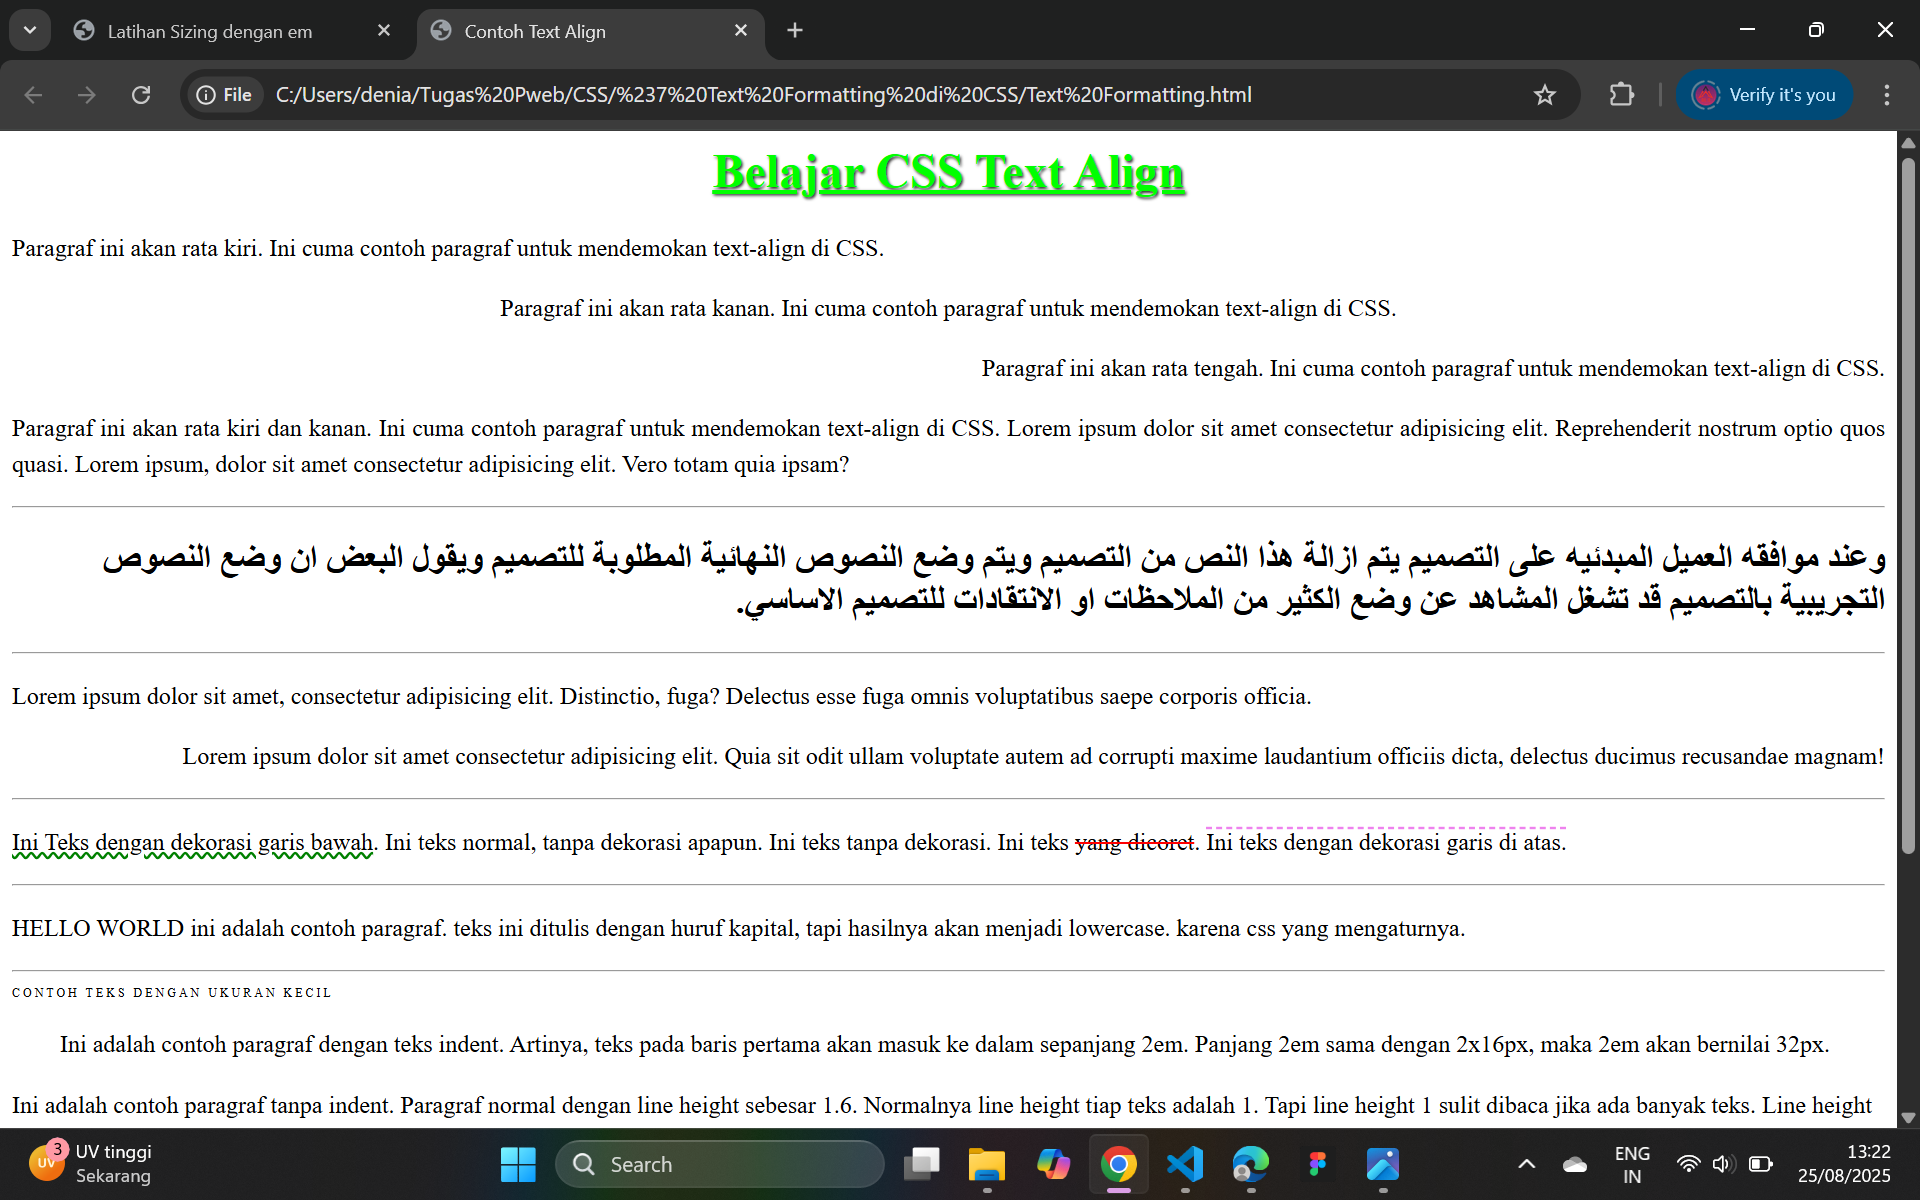 Latihan Sizing dengan em
Contoh Text Align
File
C:/Users/denia/Tugas%20Pweb/CSS/%237%20Text%20Formatting%20di%20CSS/Text%20Formatting.html
Verify it's you
Belajar CSS Text Align
Paragraf ini akan rata kiri. Ini cuma contoh paragraf untuk mendemokan text-align di CSS.
Paragraf ini akan rata kanan. Ini cuma contoh paragraf untuk mendemokan text-align di CSS.
Paragraf ini akan rata tengah. Ini cuma contoh paragraf untuk mendemokan text-align di CSS.
Paragraf ini akan rata kiri dan kanan. Ini cuma contoh paragraf untuk mendemokan text-align di CSS. Lorem ipsum dolor sit amet consectetur adipisicing elit. Reprehenderit nostrum optio quos
quasi. Lorem ipsum, dolor sit amet consectetur adipisicing elit. Vero totam quia ipsam?
وعند موافقه العميل المبدئيه على التصميم يتم ازالة هذا النص من التصميم ويتم وضع النصوص النهائية المطلوبة للتصميم ويقول البعض ان وضع النصوص
التجريبية بالتصميم قد تشغل المشاهد عن وضع الكثير من الملاحظات او الانتقادات للتصميم الاساسي.
Lorem ipsum dolor sit amet, consectetur adipisicing elit. Distinctio, fuga? Delectus esse fuga omnis voluptatibus saepe corporis officia.
Lorem ipsum dolor sit amet consectetur adipisicing elit. Quia sit odit ullam voluptate autem ad corrupti maxime laudantium officiis dicta, delectus ducimus recusandae magnam!
Ini Teks dengan dekorasi garis bawah. Ini teks normal, tanpa dekorasi apapun. Ini teks tanpa dekorasi. Ini teks yang dicoret. Ini teks dengan dekorasi garis di atas.
HELLO WORLD ini adalah contoh paragraf. teks ini ditulis dengan huruf kapital, tapi hasilnya akan menjadi lowercase. karena css yang mengaturnya.
CONTOH TEKS DENGAN UKURAN KECIL
Ini adalah contoh paragraf dengan teks indent. Artinya, teks pada baris pertama akan masuk ke dalam sepanjang 2em. Panjang 2em sama dengan 2x16px, maka 2em akan bernilai 32px.
Ini adalah contoh paragraf tanpa indent. Paragraf normal dengan line height sebesar 1.6. Normalnya line height tiap teks adalah 1. Tapi line height 1 sulit dibaca jika ada banyak teks. Line height
UV
3
UV tinggi
Sekarang
Search
ENG
IN
13:22
25/08/2025